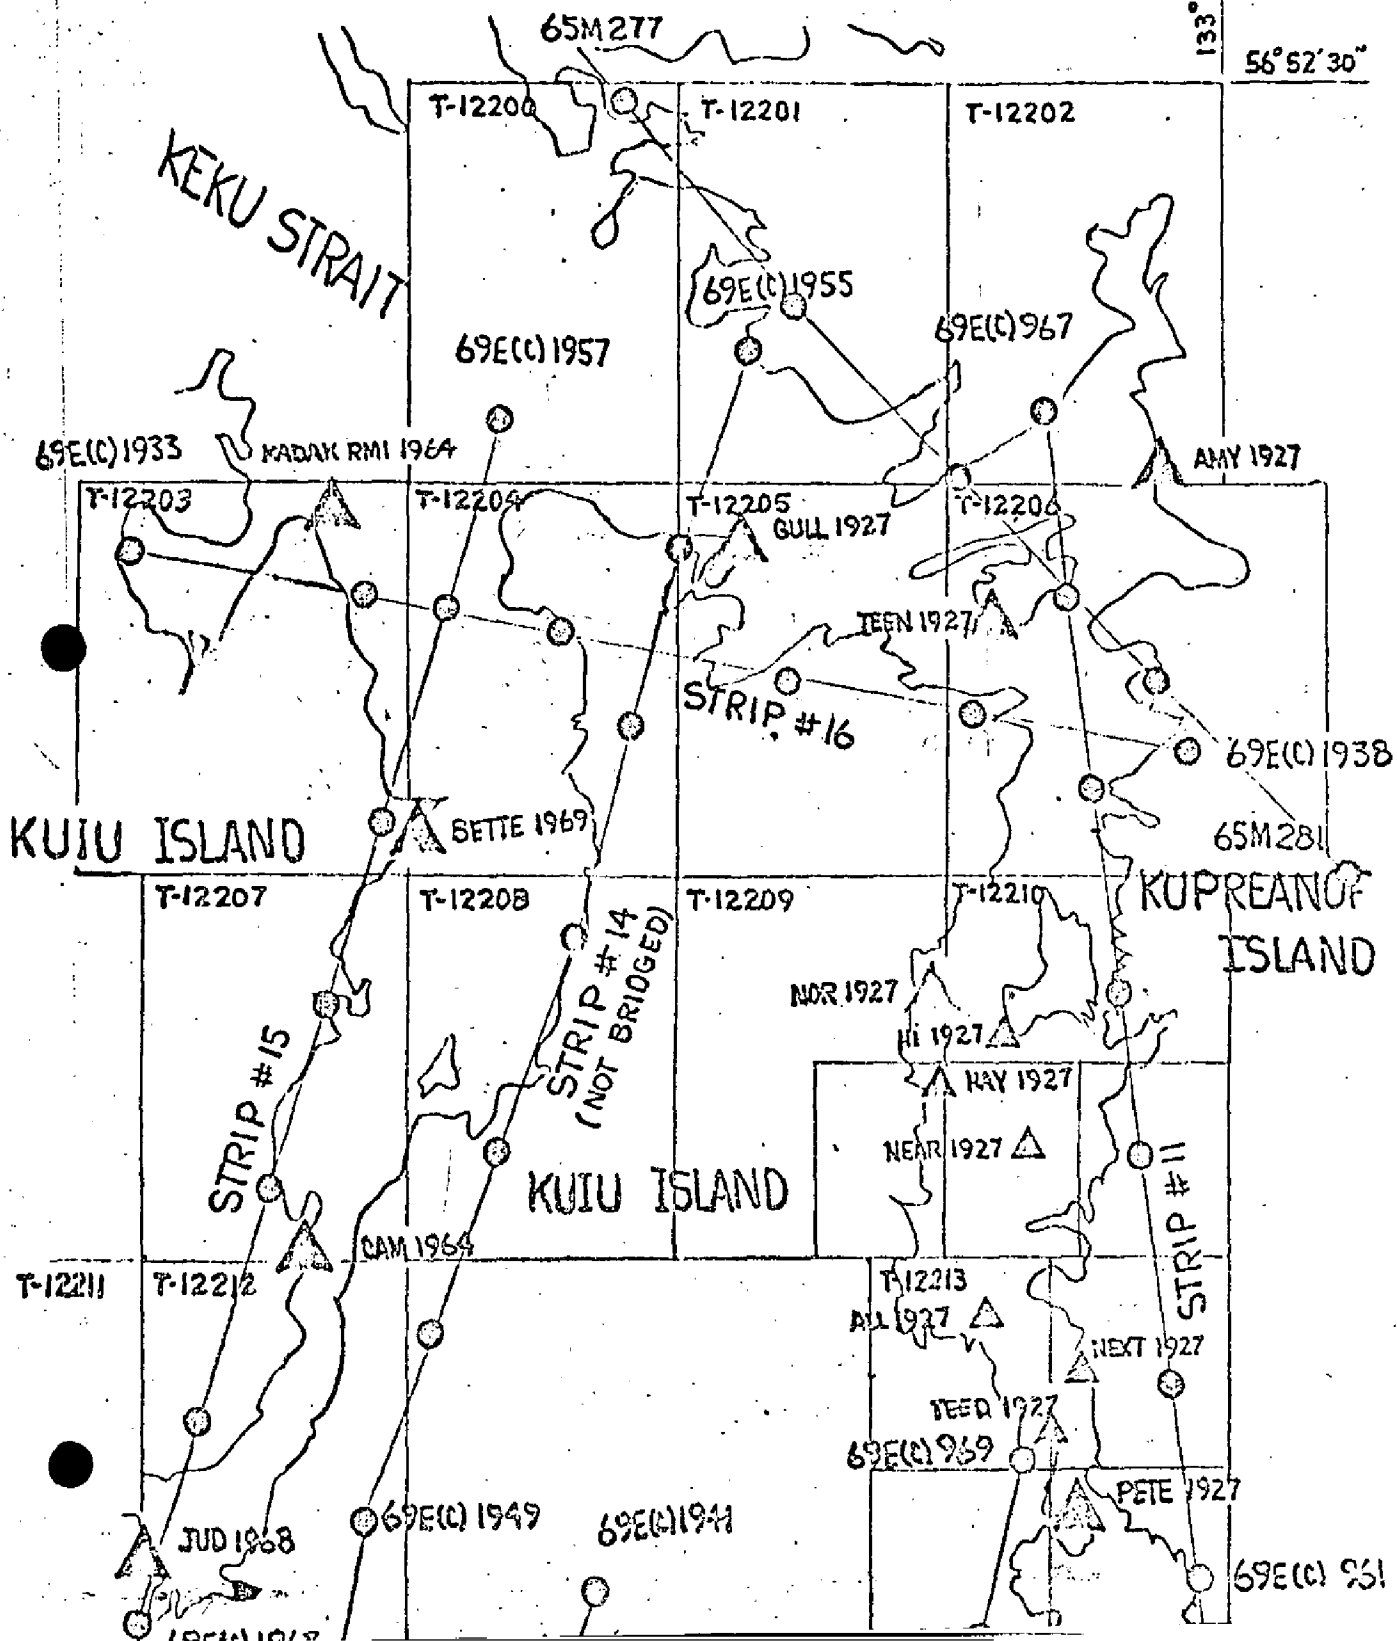 65M277
133°
56°52'30"
T-12200
T-12201
T-12202
KEKU STRAIT
69E(C)1955
69E(C)967
69E(C)1957
69E(C)1933
KADAK RM1 1964
AMY 1927
T-12203
T-12204
T-12205
T-12206
GULL 1927
TEEN 1927
STRIP #16
69E(C)1938
KUIU ISLAND
BETTE 1969
65M281
T-12207
T-12208
T-12209
T-12210
KUPREANOF
ISLAND
STRIP #14
(NOT BRIDGED)
NOR 1927
HI 1927
STRIP #15
HAY 1927
NEAR 1927
KUIU ISLAND
STRIP #11
CAM 1964
T-12211
T-12212
T-12213
ALL 1927
NEXT 1927
TEED 1927
69E(C)969
PETE 1927
69E(C)1949
69E(C)1941
JUD 1968
69E(C) 961